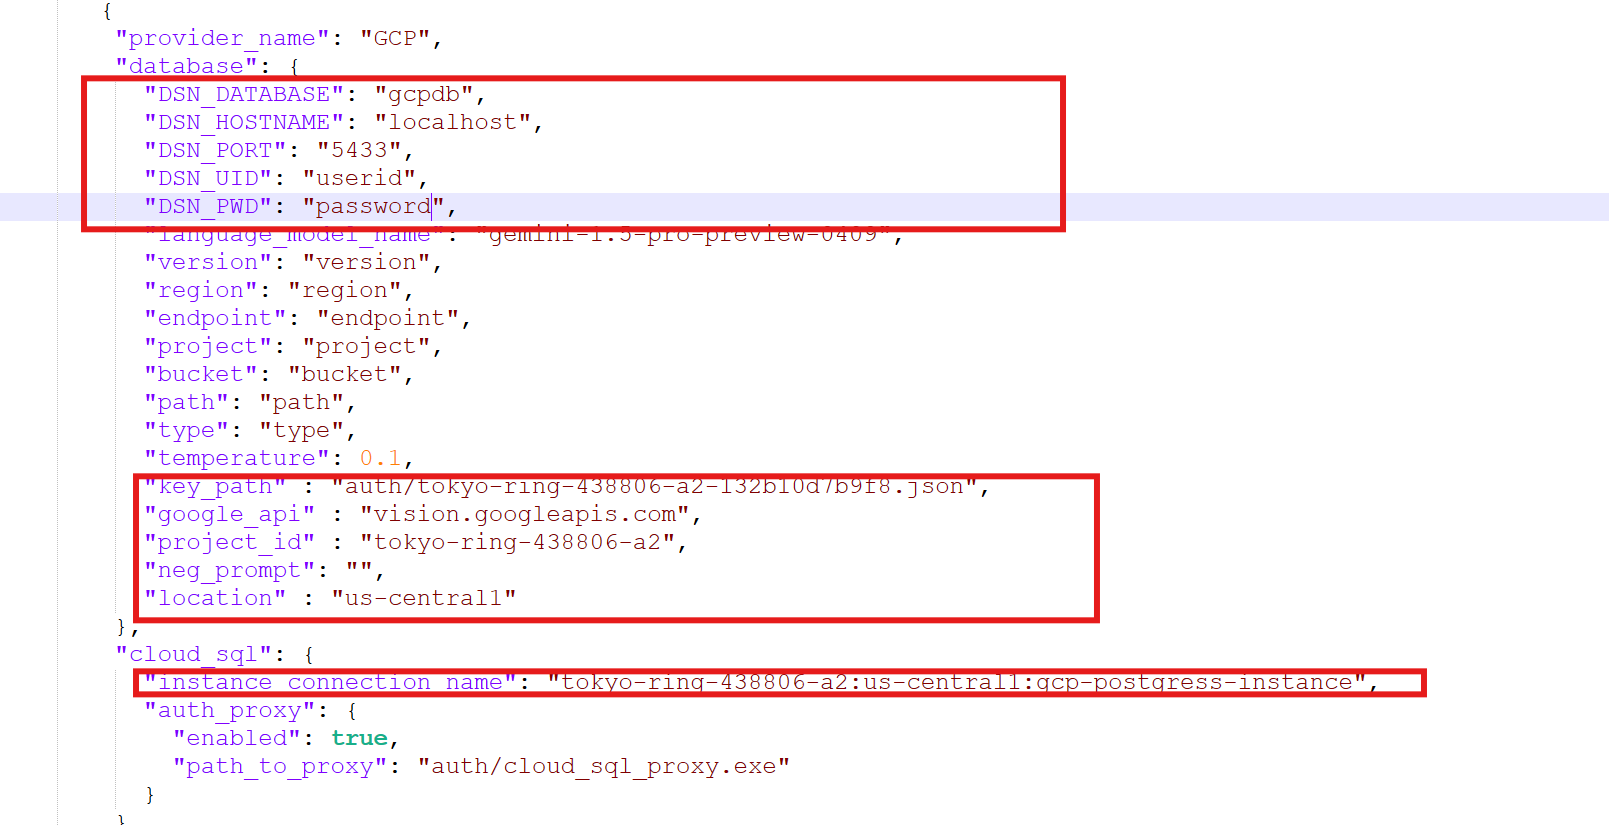 {
"provider_name": "GCP",
"database": {
"DSN_DATABASE": "gcpdb",
"DSN_HOSTNAME": "localhost",
"DSN_PORT": "5433",
"DSN_UID": "userid",
"DSN_PWD": "password",
"language_model_name": "gemini-1.5-pro-preview-0409",
"version": "version",
"region": "region",
"endpoint": "endpoint",
"project": "project",
"bucket": "bucket",
"path": "path",
"type": "type",
"temperature": 0.1,
"key_path" : "auth/tokyo-ring-438806-a2-132b10d7b9f8.json",
"google_api" : "vision.googleapis.com",
"project_id" : "tokyo-ring-438806-a2",
"neg_prompt": "",
"location" : "us-central1"
},
"cloud_sql": {
"instance_connection_name": "tokyo-ring-438806-a2:us-central1:gcp-postgress-instance",
"auth_proxy": {
"enabled": true,
"path_to_proxy": "auth/cloud_sql_proxy.exe"
}
}